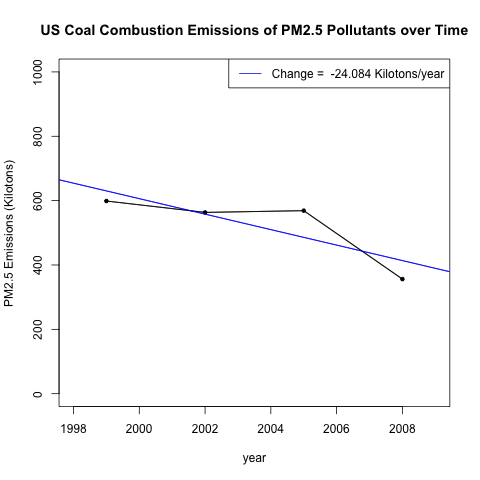 US Coal Combustion Emissions of PM2.5 Pollutants over Time
Change =  -24.084 Kilotons/year
PM2.5 Emissions (Kilotons)
1000
800
600
400
200
0
1998 2000 2002 2004 2006 2008
year